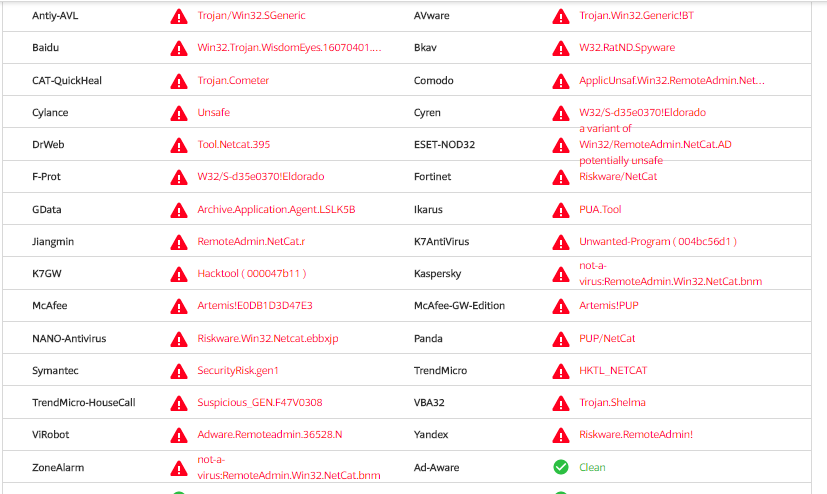 Antiy-AVL Trojan/Win32.SGeneric AVware Trojan.Win32.Generic!BT
Baidu Win32.Trojan.WisdomEyes.16070401.... Bkav W32.RatND.Spyware
CAT-QuickHeal Trojan.Cometer Comodo ApplicUnsaf.Win32.RemoteAdmin.Net...
Cylance Unsafe Cyren W32/S-d35e0370!Eldorado
DrWeb Tool.Netcat.395 ESET-NOD32 a variant of
Win32/RemoteAdmin.NetCat.AD
potentially unsafe
F-Prot W32/S-d35e0370!Eldorado Fortinet Riskware/NetCat
GData Archive.Application.Agent.LSLK5B Ikarus PUA.Tool
Jiangmin RemoteAdmin.NetCat.r K7AntiVirus Unwanted-Program ( 004bc56d1 )
K7GW Hacktool ( 000047b11 ) Kaspersky not-a-
virus:RemoteAdmin.Win32.NetCat.bnm
McAfee Artemis!E0DB1D3D47E3 McAfee-GW-Edition Artemis!PUP
NANO-Antivirus Riskware.Win32.Netcat.ebbxjp Panda PUP/NetCat
Symantec SecurityRisk.gen1 TrendMicro HKTL_NETCAT
TrendMicro-HouseCall Suspicious_GEN.F47V0308 VBA32 Trojan.Shelma
ViRobot Adware.Remoteadmin.36528.N Yandex Riskware.RemoteAdmin!
ZoneAlarm not-a-
virus:RemoteAdmin.Win32.NetCat.bnm Ad-Aware Clean